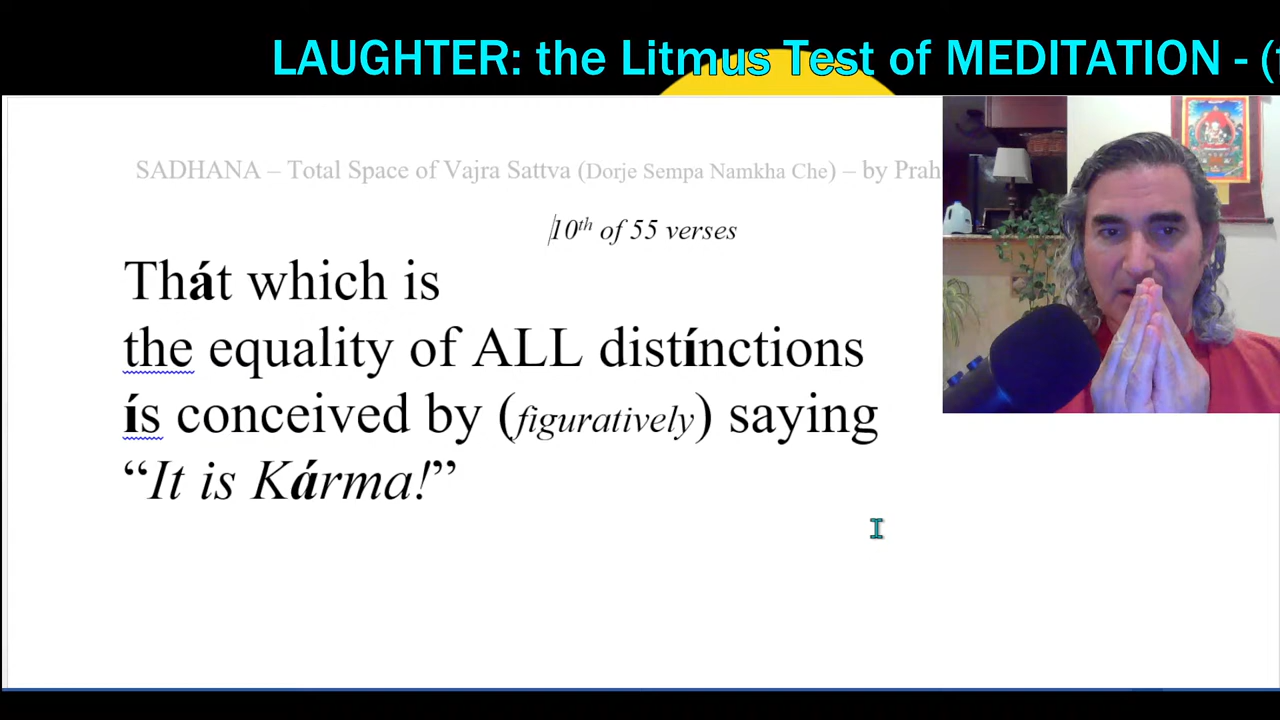 LAUGHTER: the Litmus Test of MEDITATION - (
SADHANA – Total Space of Vajra Sattva (Dorje Sempa Namkha Che) – by Prah
10th of 55 verses
Thát which is
the equality of ALL distínctions
ís conceived by (figuratively) saying
“It is Kárma!”